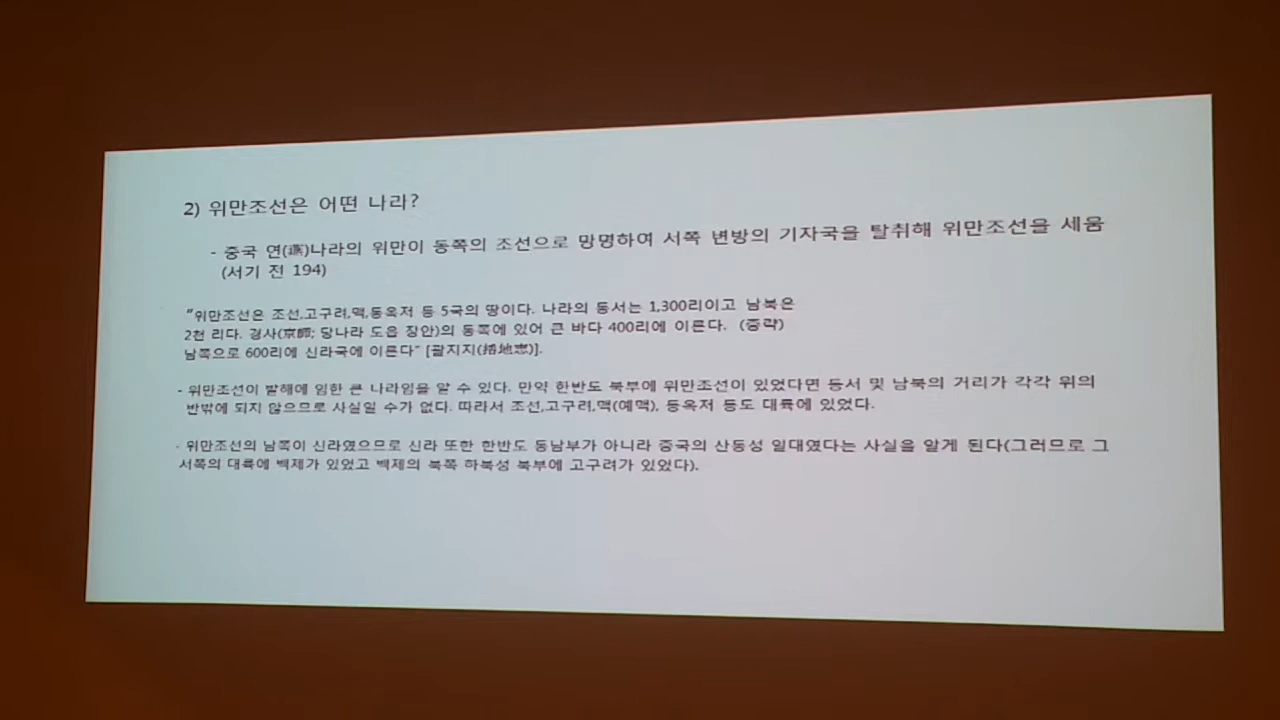 2) 위만조선은 어떤 나라?
- 중국 연(燕)나라의 위만이 동쪽의 조선으로 망명하여 서쪽 변방의 기자국을 탈취해 위만조선을 세움
(서기 전 194)
"위만조선은 조선,고구려,맥,동옥저 등 5국의 땅이다. 나라의 동서는 1,300리이고 남북은
2천 리다. 경사(京師; 당나라 도읍 장안)의 동쪽에 있어 큰 바다 400리에 이른다. (중략)
남쪽으로 600리에 신라국에 이른다" [괄지지(括地志)].
- 위만조선이 발해에 임한 큰 나라임을 알 수 있다. 만약 한반도 북부에 위만조선이 있었다면 동서 및 남북의 거리가 각각 위의
반밖에 되지 않으므로 사실일 수가 없다. 따라서 조선,고구려,맥(예맥), 동옥저 등도 대륙에 있었다.
- 위만조선의 남쪽이 신라였으므로 신라 또한 한반도 동남부가 아니라 중국의 산동성 일대였다는 사실을 알게 된다(그러므로 그
서쪽의 대륙에 백제가 있었고 백제의 북쪽 하북성 북부에 고구려가 있었다).